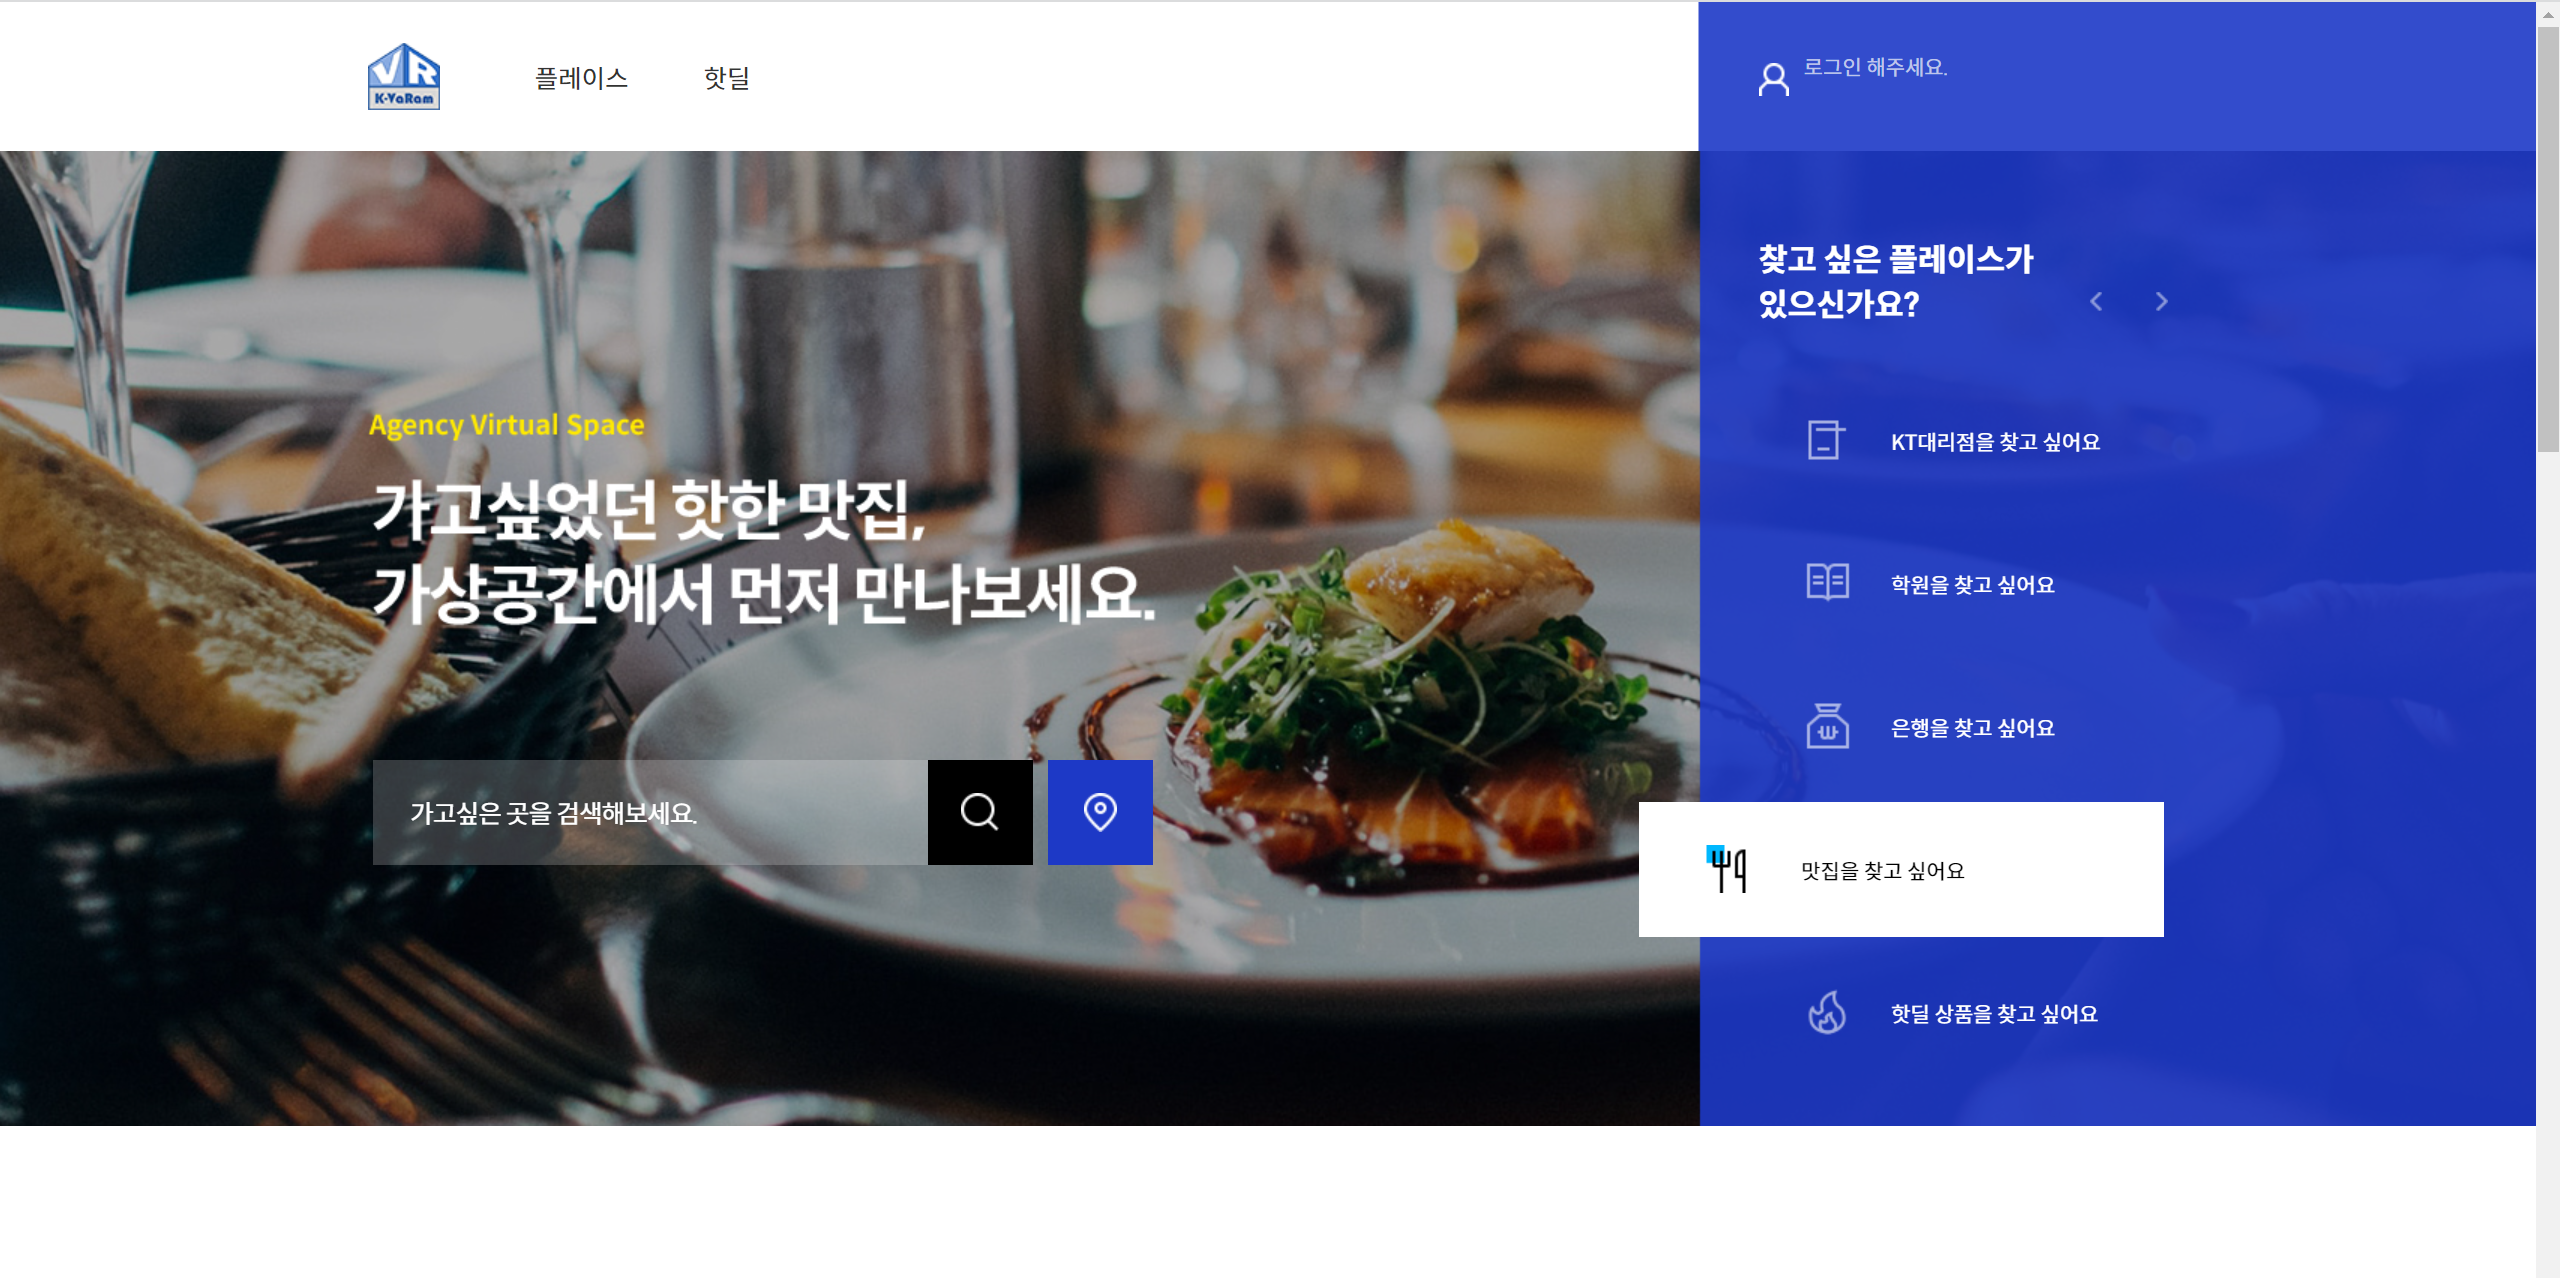 VR
K-VaRam
플레이스
핫딜
로그인 해주세요.
Agency Virtual Space
가고싶었던 핫한 맛집,
가상공간에서 먼저 만나보세요.
가고싶은 곳을 검색해보세요.
찾고 싶은 플레이스가
있으신가요?
KT대리점을 찾고 싶어요
학원을 찾고 싶어요
은행을 찾고 싶어요
맛집을 찾고 싶어요
핫딜 상품을 찾고 싶어요